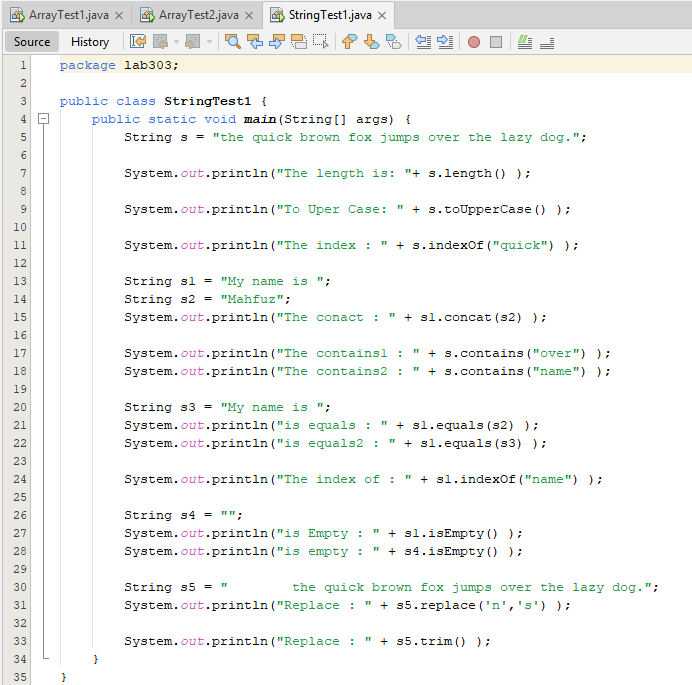 ArrayTest1.java ArrayTest2.java StringTest1.java
Source History
1 package lab303;
2
3 public class StringTest1 {
4 public static void main(String[] args) {
5 String s = "the quick brown fox jumps over the lazy dog.";
6
7 System.out.println("The length is: "+ s.length() );
8
9 System.out.println("To Uper Case: " + s.toUpperCase() );
10
11 System.out.println("The index : " + s.indexOf("quick") );
12
13 String s1 = "My name is ";
14 String s2 = "Mahfuz";
15 System.out.println("The conact : " + s1.concat(s2) );
16
17 System.out.println("The contains1 : " + s.contains("over") );
18 System.out.println("The contains2 : " + s.contains("name") );
19
20 String s3 = "My name is ";
21 System.out.println("is equals : " + s1.equals(s2) );
22 System.out.println("is equals2 : " + s1.equals(s3) );
23
24 System.out.println("The index of : " + s1.indexOf("name") );
25
26 String s4 = "";
27 System.out.println("is Empty : " + s1.isEmpty() );
28 System.out.println("is empty : " + s4.isEmpty() );
29
30 String s5 = "        the quick brown fox jumps over the lazy dog.";
31 System.out.println("Replace : " + s5.replace('n','s') );
32
33 System.out.println("Replace : " + s5.trim() );
34 }
35 }